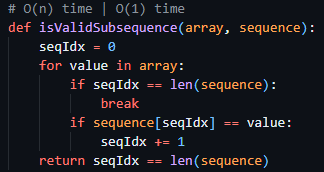 # O(n) time | O(1) time
def isValidSubsequence(array, sequence):
    seqIdx = 0
    for value in array:
        if seqIdx == len(sequence):
            break
        if sequence[seqIdx] == value:
            seqIdx += 1
    return seqIdx == len(sequence)